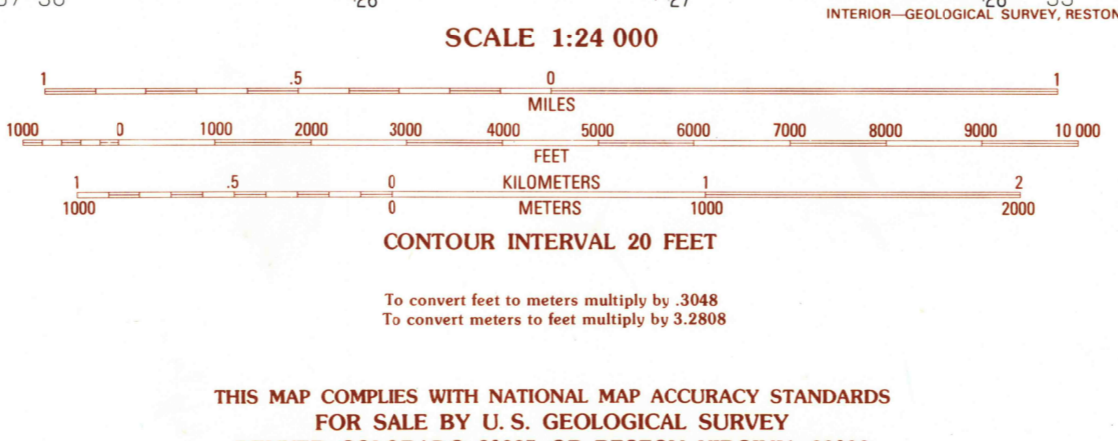 INTERIOR—GEOLOGICAL SURVEY, RESTON
SCALE 1:24 000
1 .5 0 1
MILES
1000 0 1000 2000 3000 4000 5000 6000 7000 8000 9000 10 000
FEET
1 .5 0 KILOMETERS 1 2
1000 0 METERS 1000 2000
CONTOUR INTERVAL 20 FEET
To convert feet to meters multiply by .3048
To convert meters to feet multiply by 3.2808
THIS MAP COMPLIES WITH NATIONAL MAP ACCURACY STANDARDS
FOR SALE BY U. S. GEOLOGICAL SURVEY